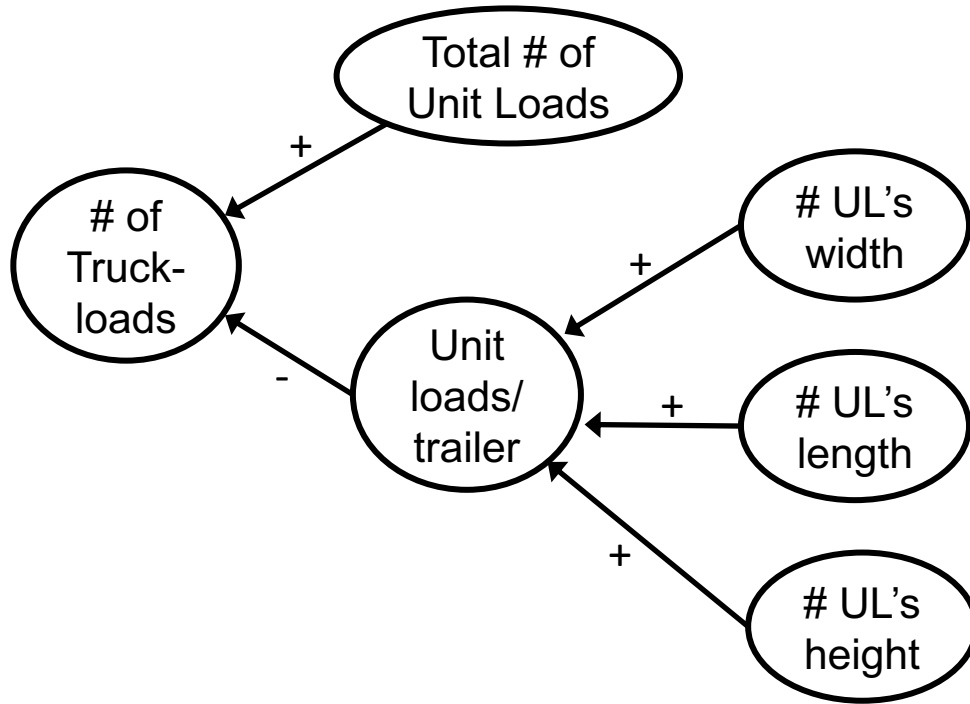 Total # of
Unit Loads
+
# of
Truck-
loads
# UL's
width
+
Unit
loads/
trailer
-
# UL's
length
+
# UL's
height
+